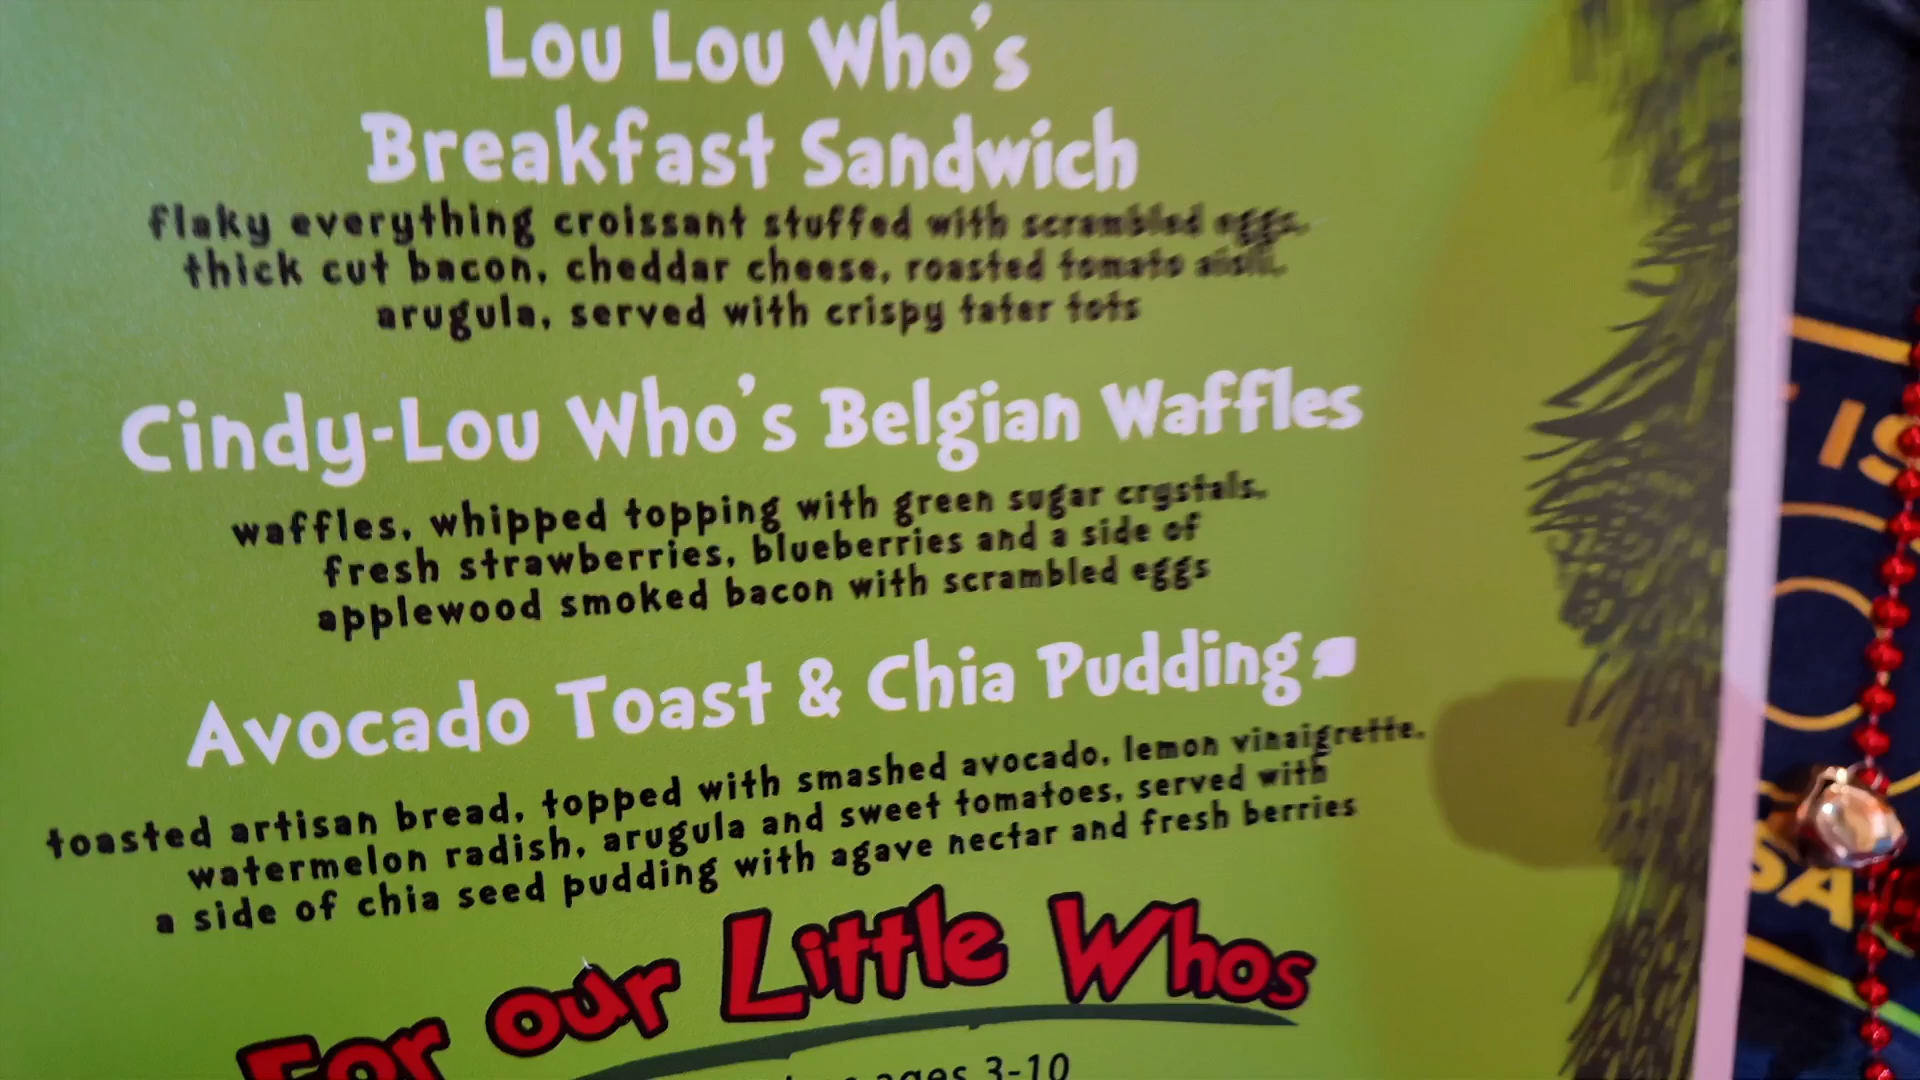 Lou Lou Who's
Breakfast Sandwich
flaky everything croissant stuffed with scrambled eggs,
thick cut bacon, cheddar cheese, roasted tomato aioli,
arugula, served with crispy tater tots
Cindy-Lou Who's Belgian Waffles
waffles, whipped topping with green sugar crystals,
fresh strawberries, blueberries and a side of
applewood smoked bacon with scrambled eggs
Avocado Toast & Chia Pudding
toasted artisan bread, topped with smashed avocado, lemon vinaigrette,
watermelon radish, arugula and sweet tomatoes, served with
a side of chia seed pudding with agave nectar and fresh berries
For our Little Whos
ages 3-10